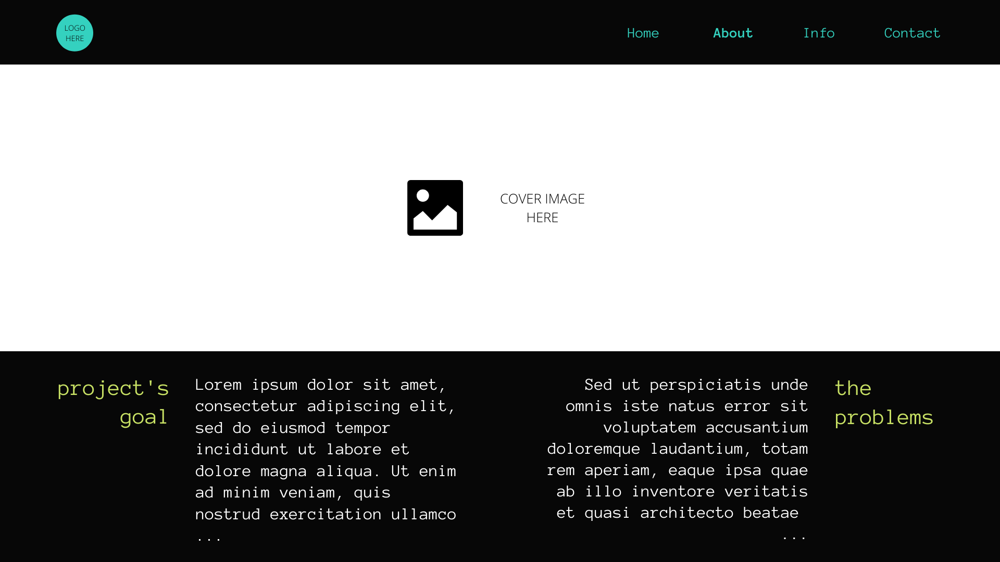 LOGO
HERE
Home
About
Info
Contact
COVER IMAGE
HERE
project's
goal
Lorem ipsum dolor sit amet,
consectetur adipiscing elit,
sed do eiusmod tempor
incididunt ut labore et
dolore magna aliqua. Ut enim
ad minim veniam, quis
nostrud exercitation ullamco
...
Sed ut perspiciatis unde
omnis iste natus error sit
voluptatem accusantium
doloremque laudantium, totam
rem aperiam, eaque ipsa quae
ab illo inventore veritatis
et quasi architecto beatae
...
the
problems